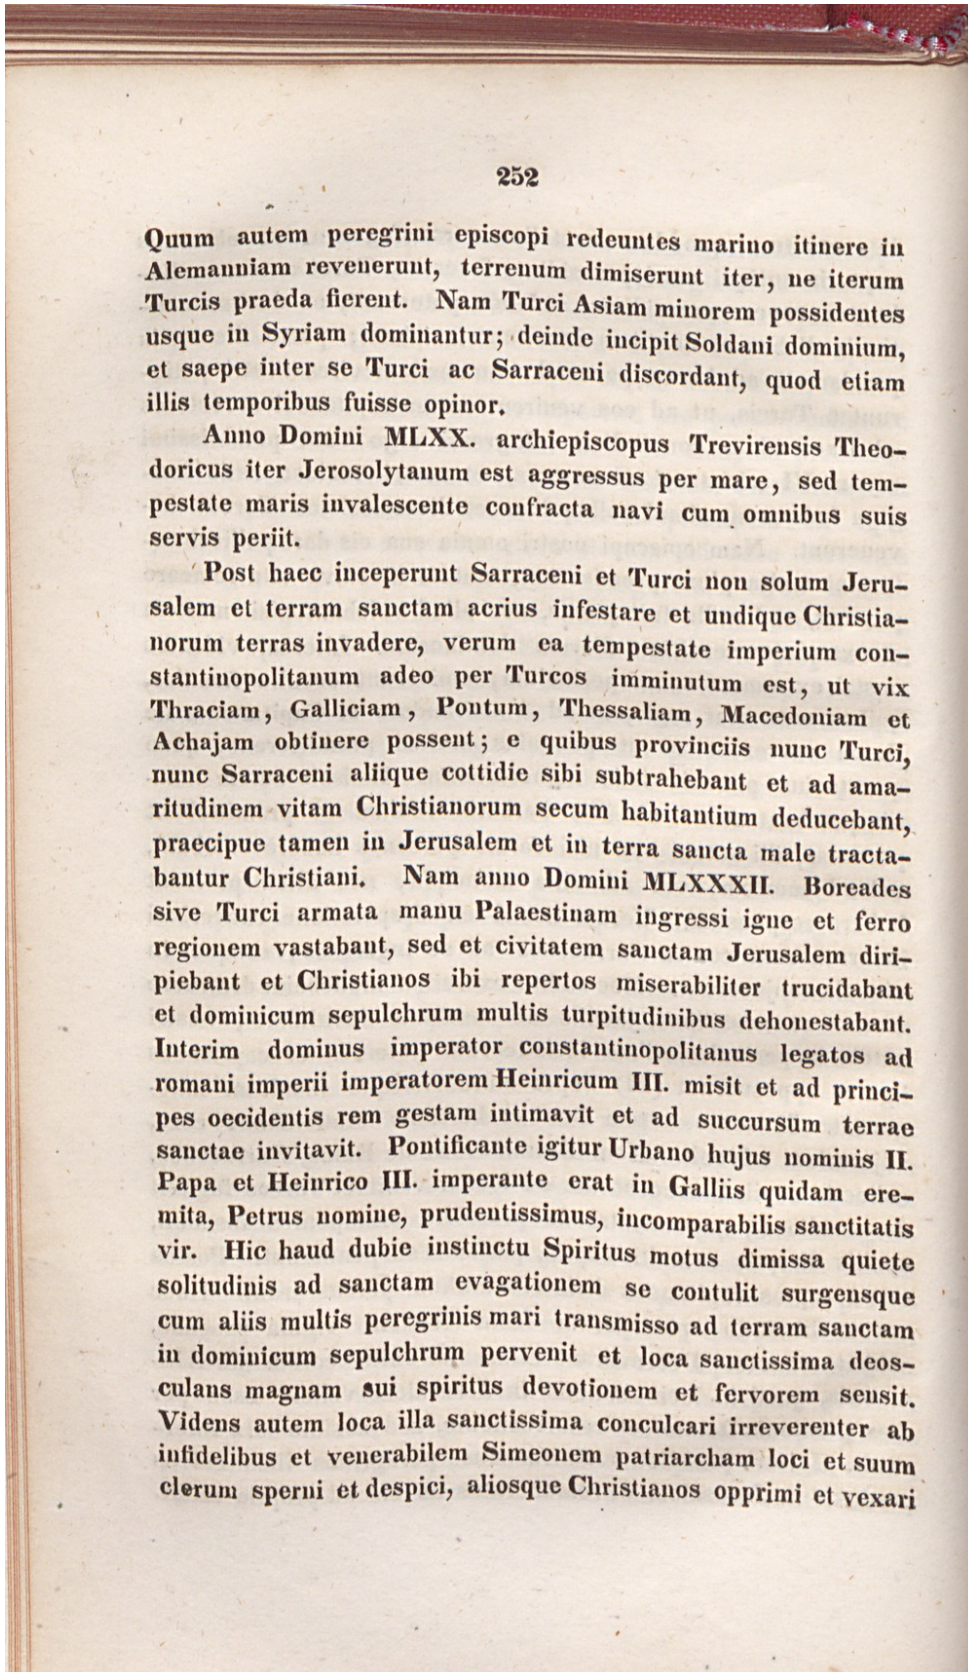 252
Quum autem peregrini episcopi redeuntes marino itinere in
Alemanniam revenerunt, terrenum dimiserunt iter, ne iterum
Turcis praeda fierent. Nam Turci Asiam minorem possidentes
usque in Syriam dominantur; deinde incipit Soldani dominium,
et saepe inter se Turci ac Sarraceni discordant, quod etiam
illis temporibus fuisse opinor.
Anno Domini MLXX. archiepiscopus Trevirensis Theo-
doricus iter Jerosolytanum est aggressus per mare, sed tem-
pestate maris invalescente confracta navi cum omnibus suis
servis periit.
Post haec inceperunt Sarraceni et Turci non solum Jeru-
salem et terram sanctam acrius infestare et undique Christia-
norum terras invadere, verum ea tempestate imperium con-
stantinopolitanum adeo per Turcos imminutum est, ut vix
Thraciam, Galliciam, Pontum, Thessaliam, Macedoniam et
Achajam obtinere possent; e quibus provinciis nunc Turci,
nunc Sarraceni aliique cottidie sibi subtrahebant et ad ama-
ritudinem vitam Christianorum secum habitantium deducebant,
praecipue tamen in Jerusalem et in terra sancta male tracta-
bantur Christiani. Nam anno Domini MLXXXII. Boreades
sive Turci armata manu Palaestinam ingressi igne et ferro
regionem vastabant, sed et civitatem sanctam Jerusalem diri-
piebant et Christianos ibi repertos miserabiliter trucidabant
et dominicum sepulchrum multis turpitudinibus dehonestabant.
Interim dominus imperator constantinopolitanus legatos ad
romani imperii imperatorem Heinricum III. misit et ad princi-
pes occidentis rem gestam intimavit et ad succursum terrae
sanctae invitavit. Pontificante igitur Urbano hujus nominis II.
Papa et Heinrico III. imperante erat in Galliis quidam ere-
mita, Petrus nomine, prudentissimus, incomparabilis sanctitatis
vir. Hic haud dubie instinctu Spiritus motus dimissa quiete
solitudinis ad sanctam evagationem se contulit surgensque
cum aliis multis peregrinis mari transmisso ad terram sanctam
in dominicum sepulchrum pervenit et loca sanctissima deos-
culans magnam sui spiritus devotionem et fervorem sensit.
Videns autem loca illa sanctissima conculcari irreverenter ab
infidelibus et venerabilem Simeonem patriarcham loci et suum
clerum sperni et despici, aliosque Christianos opprimi et vexari